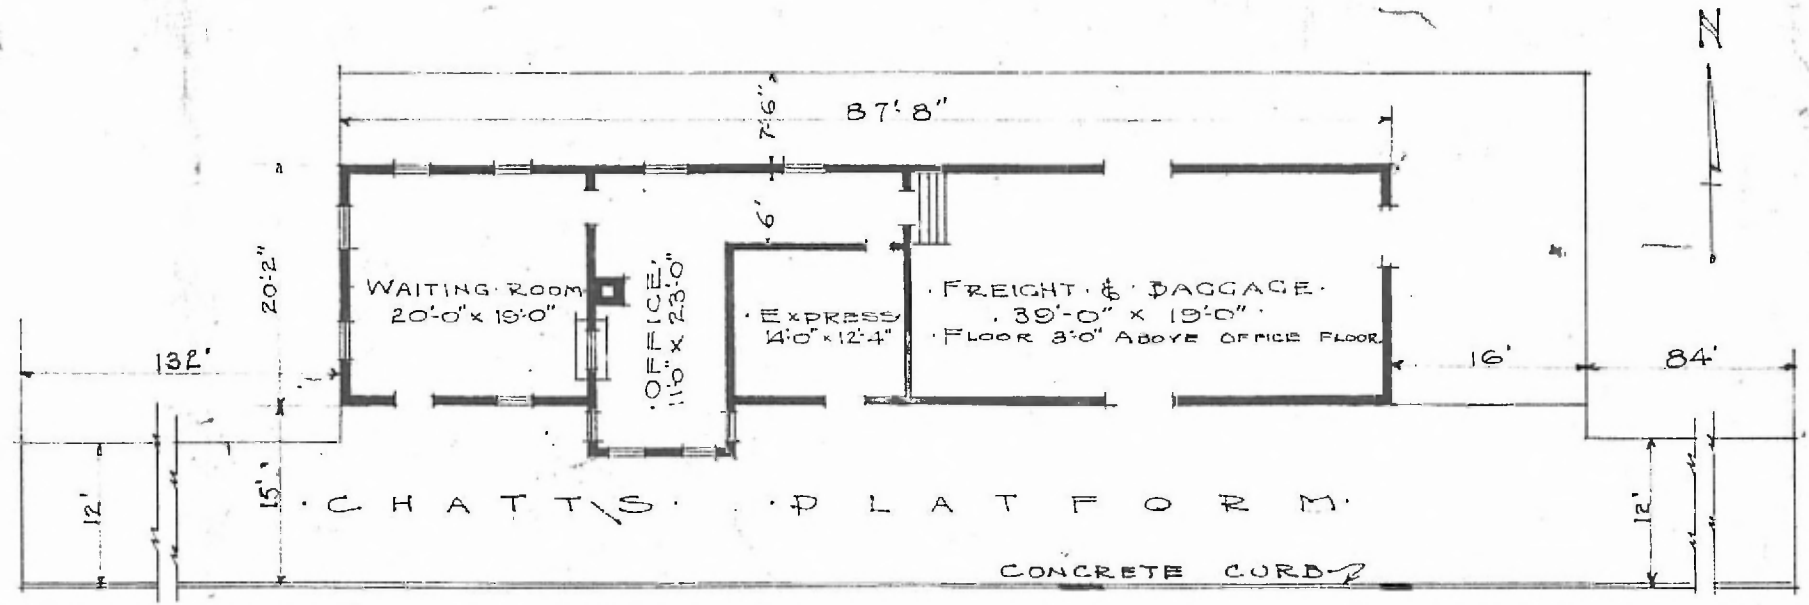 N
87'-8"
7'-6"
6'
20'-2"
WAITING·ROOM
20'-0" x 19'-0"
·OFFICE·
11'-6" x 23'-0"
·EXPRESS
14'-0" x 12'-4"
·FREIGHT·&·BAGGAGE·
·39'-0" x 19'-0"·
·FLOOR 3'-0" ABOVE OFFICE FLOOR.
132'
16'
84'
12'
15'
·CHATTS· ·PLATFORM·
12'
CONCRETE CURB